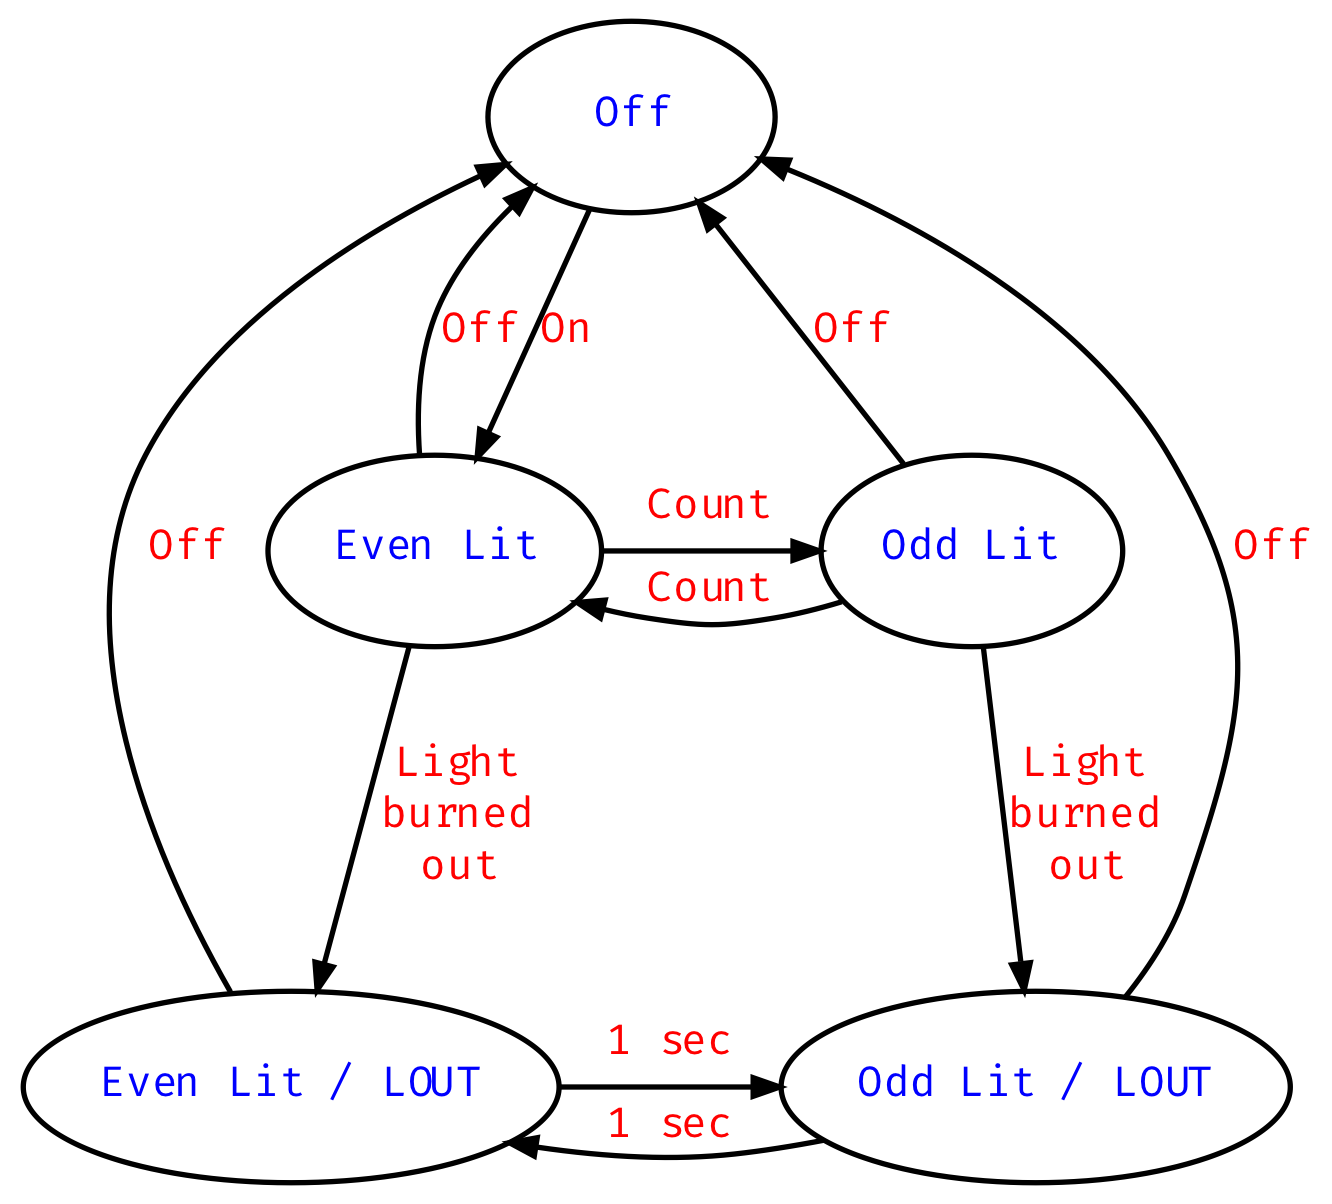 Off
Off
On
Off
Count
Off
Even Lit
Odd Lit
Off
Count
Light
burned
out
Light
burned
out
1 sec
Even Lit / LOUT
Odd Lit / LOUT
1 sec